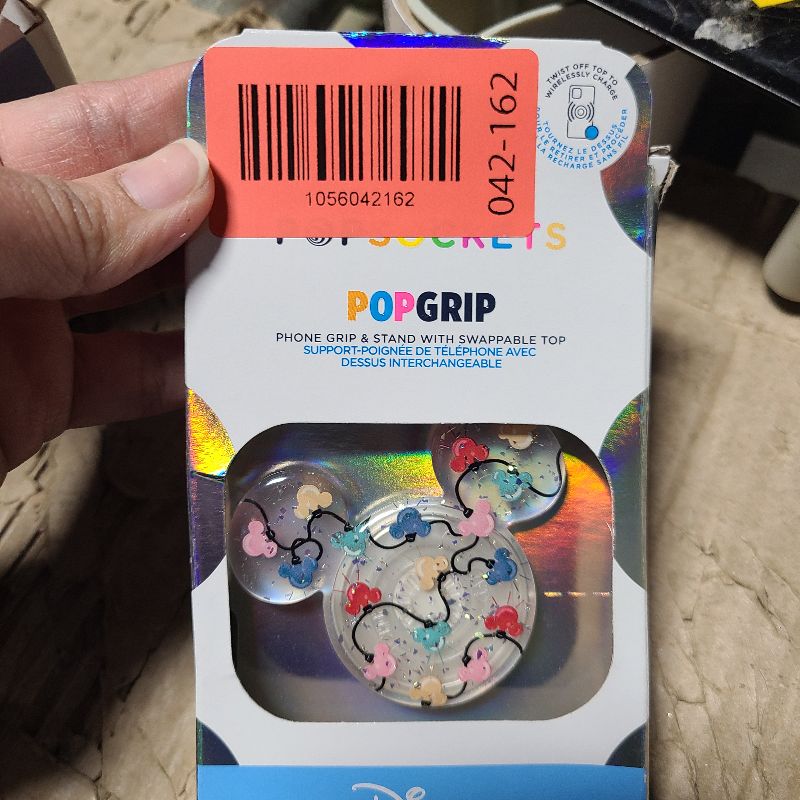 1056042162
042-162
TWIST OFF TOP TO
WIRELESSLY CHARGE
TOURNEZ LE DESSUS
POUR LE RETIRER ET PROCÉDER
À LA RECHARGE SANS FIL
POPSOCKETS
POPGRIP
PHONE GRIP & STAND WITH SWAPPABLE TOP
SUPPORT-POIGNÉE DE TÉLÉPHONE AVEC
DESSUS INTERCHANGEABLE